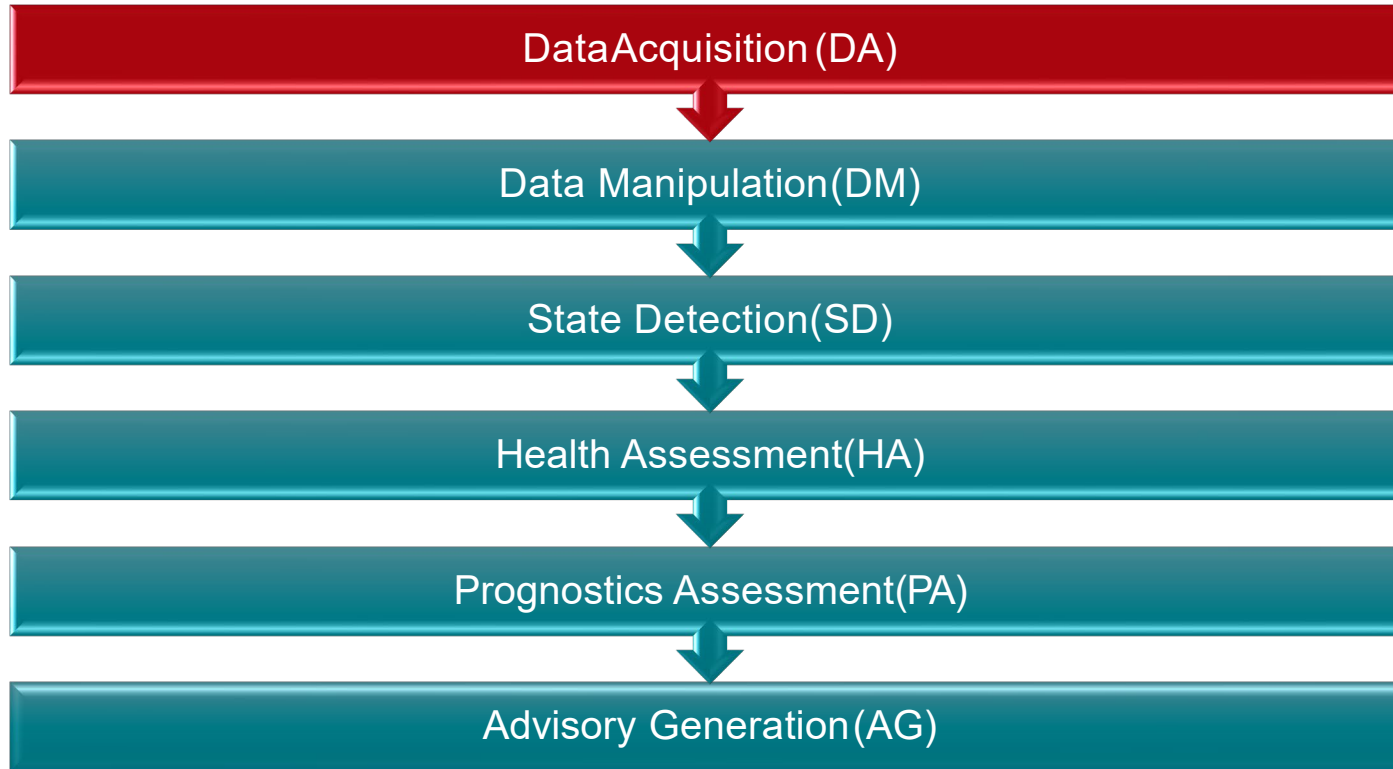 DataAcquisition (DA)
Data Manipulation(DM)
State Detection(SD)
Health Assessment(HA)
Prognostics Assessment(PA)
Advisory Generation(AG)